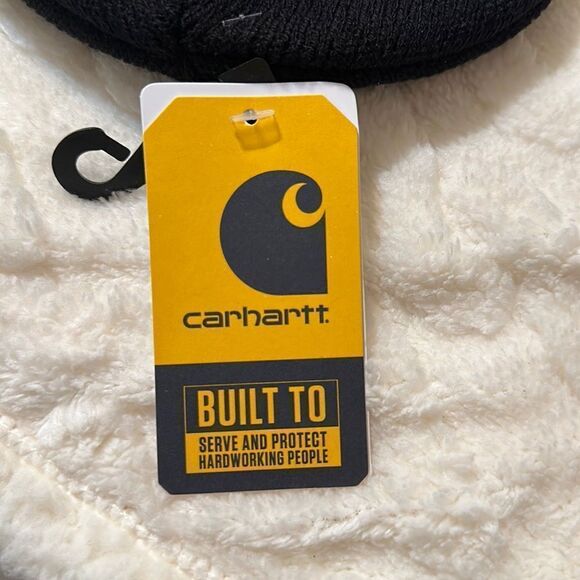 carhartt.
BUILT TO
SERVE AND PROTECT
HARDWORKING PEOPLE